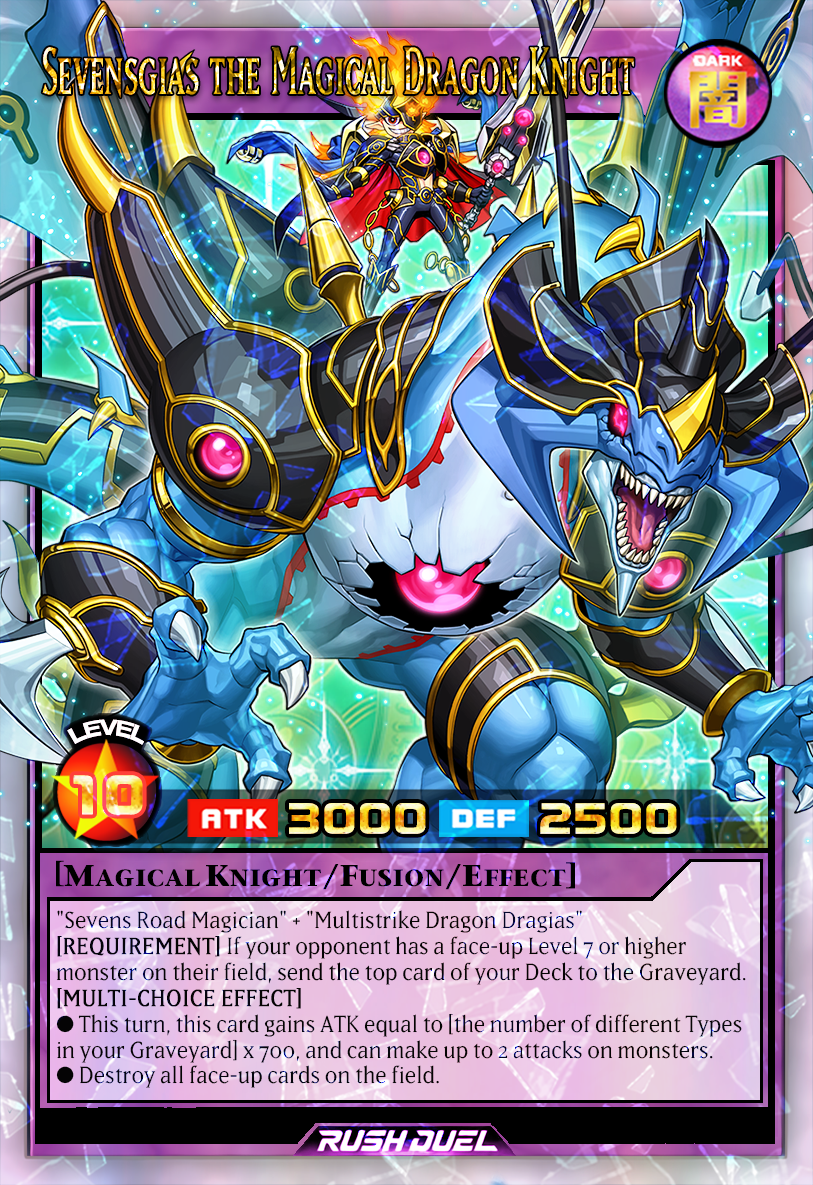 SEVENSGIAS THE MAGICAL DRAGON KNIGHT
DARK
闇
LEVEL
10
ATK 3000 DEF 2500
[MAGICAL KNIGHT/FUSION/EFFECT]
"Sevens Road Magician" + "Multistrike Dragon Dragias"
[REQUIREMENT] If your opponent has a face-up Level 7 or higher
monster on their field, send the top card of your Deck to the Graveyard.
[MULTI-CHOICE EFFECT]
● This turn, this card gains ATK equal to [the number of different Types
in your Graveyard] x 700, and can make up to 2 attacks on monsters.
● Destroy all face-up cards on the field.
RUSH DUEL